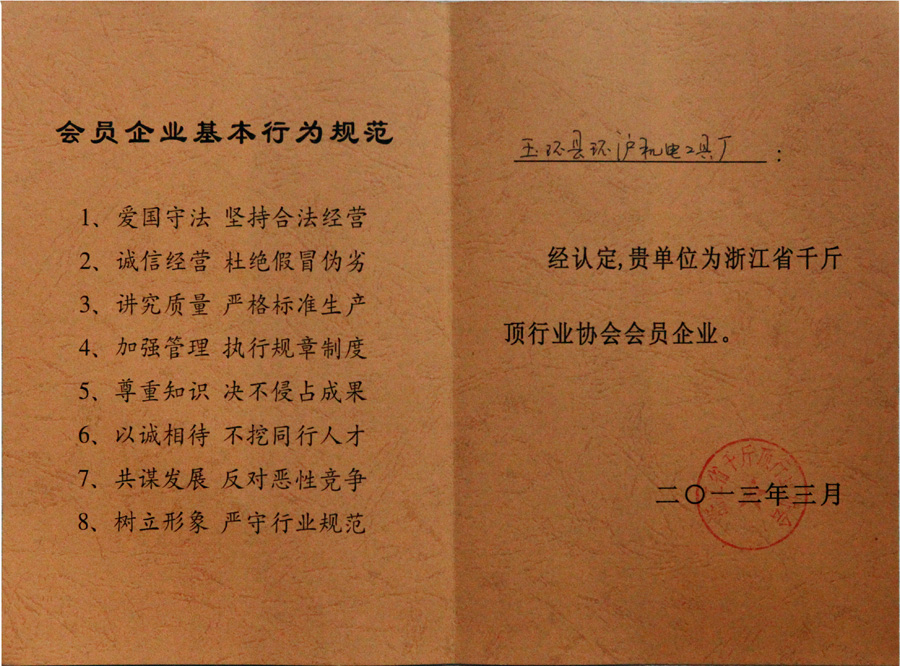 会员企业基本行为规范
1、爱国守法 坚持合法经营
2、诚信经营 杜绝假冒伪劣
3、讲究质量 严格标准生产
4、加强管理 执行规章制度
5、尊重知识 决不侵占成果
6、以诚相待 不挖同行人才
7、共谋发展 反对恶性竞争
8、树立形象 严守行业规范
玉环县环沪机电工具厂：
经认定,贵单位为浙江省千斤
顶行业协会会员企业。
二〇一三年三月